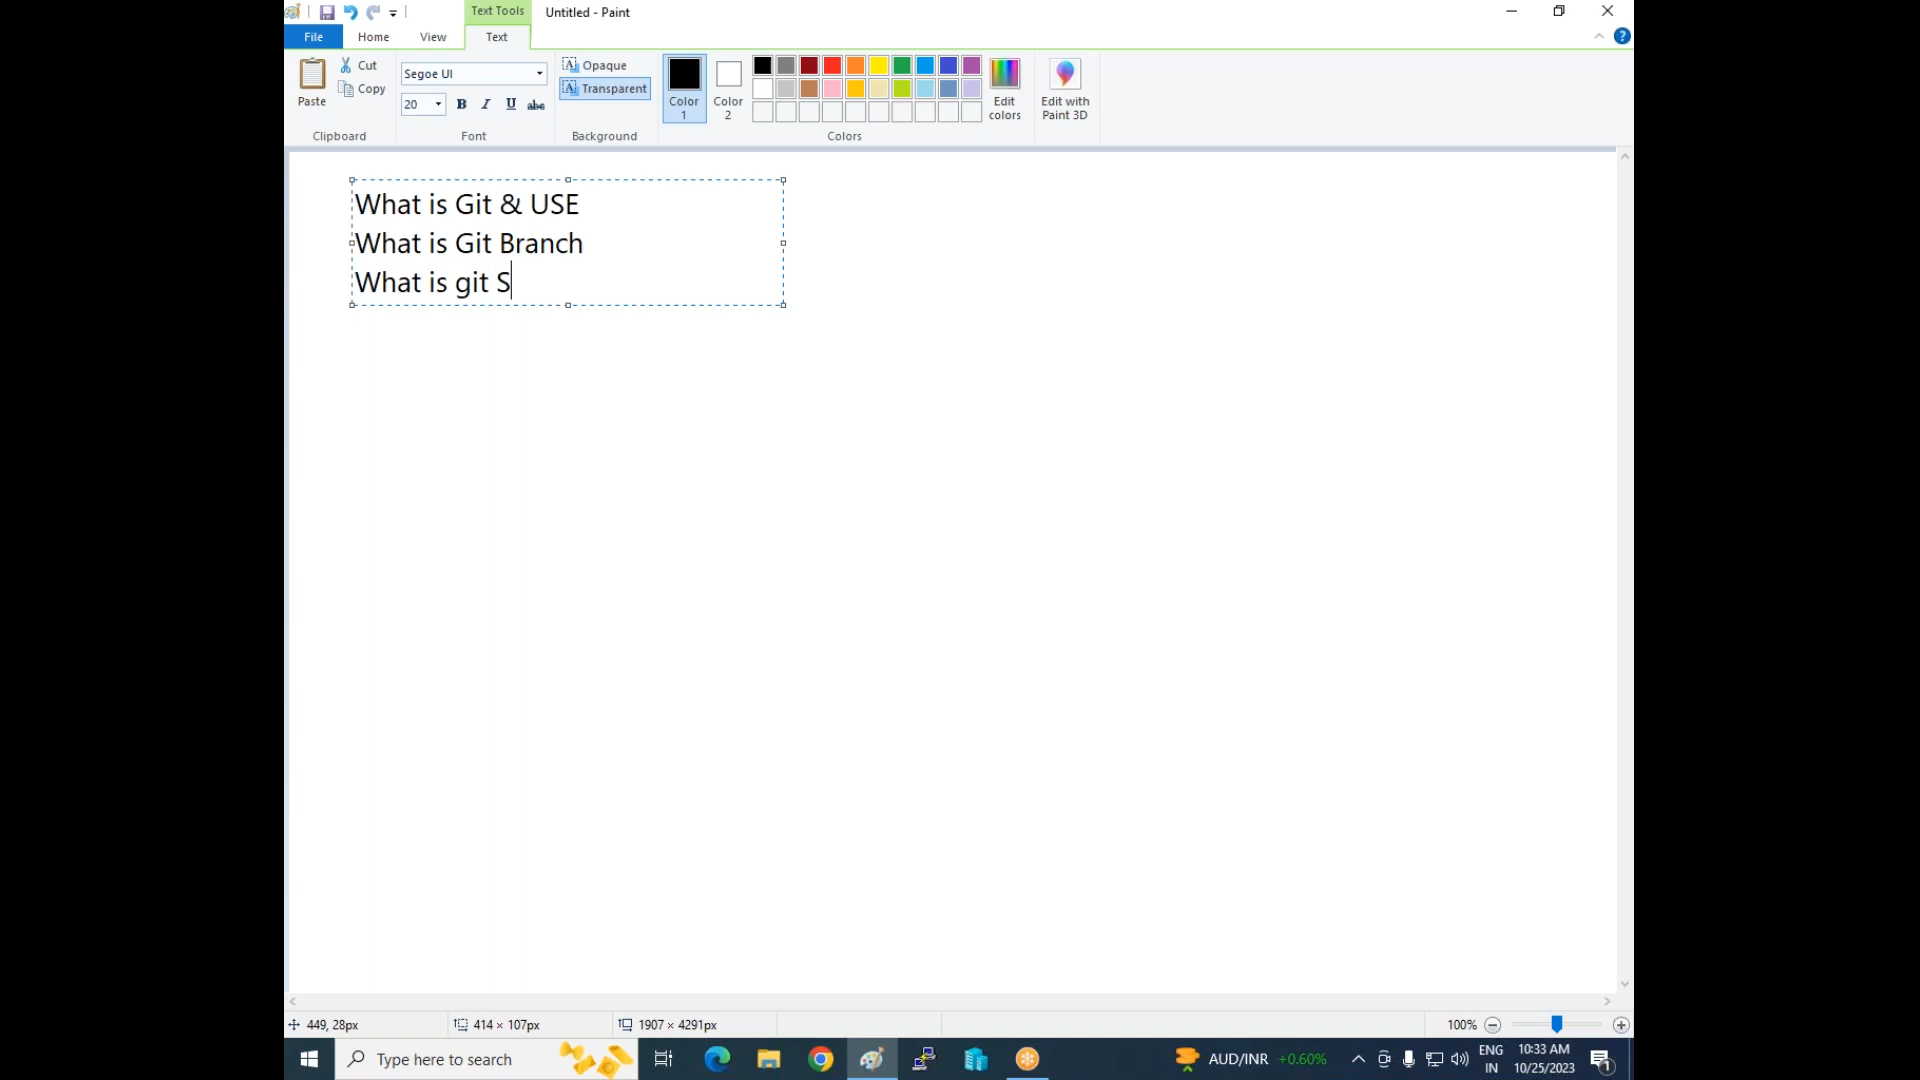 Text Tools Untitled - Paint
File Home View Text
Paste Cut Copy Clipboard
Segoe UI
20 B I U abc
Font
Opaque
Transparent
Background
Color 1
Color 2
Edit colors
Colors
Edit with Paint 3D
What is Git & USE
What is Git Branch
What is git S
449, 28px 414 × 107px 1907 × 4291px 100%
Type here to search
AUD/INR +0.60%
ENG IN
10:33 AM
10/25/2023
1